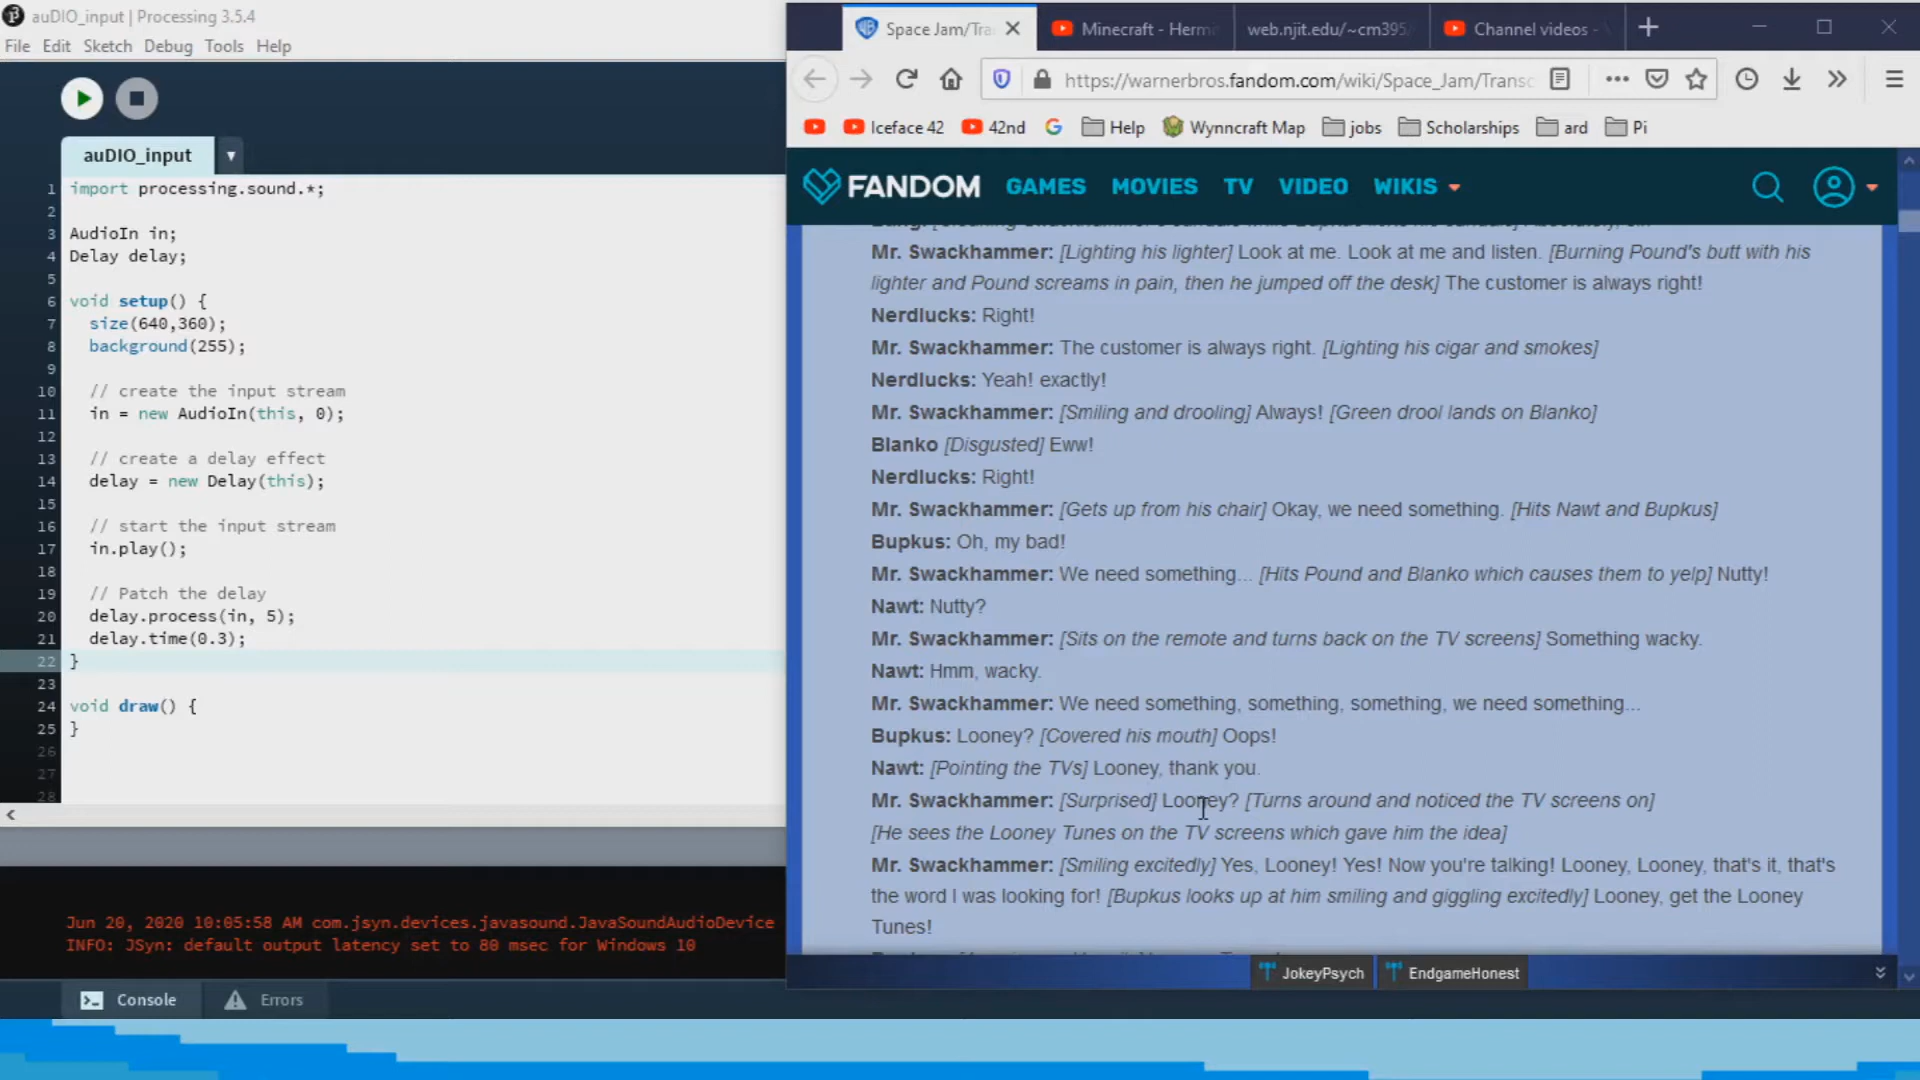 auDIO_input | Processing 3.5.4
File Edit Sketch Debug Tools Help
auDIO_input
1 import processing.sound.*;
2
3 AudioIn in;
4 Delay delay;
5
6 void setup() {
7 size(640,360);
8 background(255);
9
10 // create the input stream
11 in = new AudioIn(this, 0);
12
13 // create a delay effect
14 delay = new Delay(this);
15
16 // start the input stream
17 in.play();
18
19 // Patch the delay
20 delay.process(in, 5);
21 delay.time(0.3);
22 }
23
24 void draw() {
25 }
26
27
28
Jun 20, 2020 10:05:58 AM com.jsyn.devices.javasound.JavaSoundAudioDevice
INFO: JSyn: default output latency set to 80 msec for Windows 10
Console Errors
Space Jam/Tra Minecraft - Herm web.njit.edu/~cm395 Channel videos -
https://warnerbros.fandom.com/wiki/Space_Jam/Transc
Iceface 42 42nd Help Wynncraft Map jobs Scholarships ard Pi
FANDOM GAMES MOVIES TV VIDEO WIKIS
Mr. Swackhammer: [Lighting his lighter] Look at me. Look at me and listen. [Burning Pound's butt with his
lighter and Pound screams in pain, then he jumped off the desk] The customer is always right!
Nerdlucks: Right!
Mr. Swackhammer: The customer is always right. [Lighting his cigar and smokes]
Nerdlucks: Yeah! exactly!
Mr. Swackhammer: [Smiling and drooling] Always! [Green drool lands on Blanko]
Blanko [Disgusted] Eww!
Nerdlucks: Right!
Mr. Swackhammer: [Gets up from his chair] Okay, we need something. [Hits Nawt and Bupkus]
Bupkus: Oh, my bad!
Mr. Swackhammer: We need something... [Hits Pound and Blanko which causes them to yelp] Nutty!
Nawt: Nutty?
Mr. Swackhammer: [Sits on the remote and turns back on the TV screens] Something wacky.
Nawt: Hmm, wacky.
Mr. Swackhammer: We need something, something, something, we need something...
Bupkus: Looney? [Covered his mouth] Oops!
Nawt: [Pointing the TVs] Looney, thank you.
Mr. Swackhammer: [Surprised] Looney? [Turns around and noticed the TV screens on]
[He sees the Looney Tunes on the TV screens which gave him the idea]
Mr. Swackhammer: [Smiling excitedly] Yes, Looney! Yes! Now you're talking! Looney, Looney, that's it, that's
the word I was looking for! [Bupkus looks up at him smiling and giggling excitedly] Looney, get the Looney
Tunes!
JokeyPsych EndgameHonest